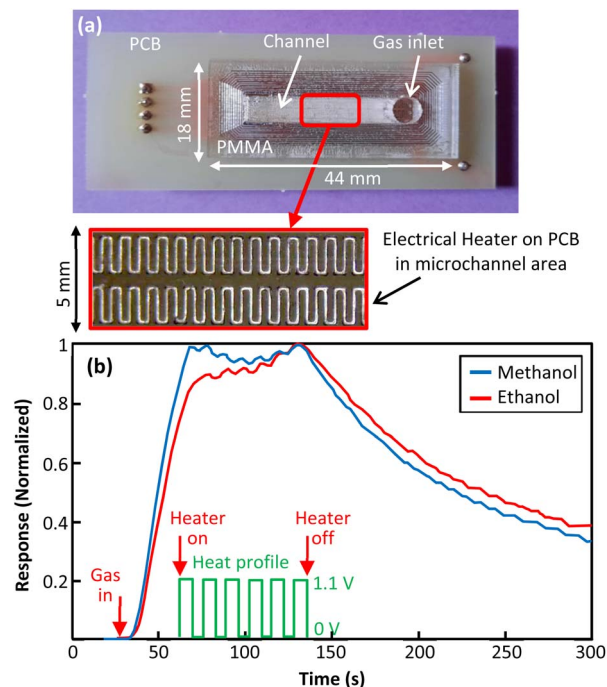 (a)
PCB
Channel
Gas inlet
18 mm
PMMA
44 mm
5 mm
Electrical Heater on PCB
in microchannel area
(b)
Methanol
Ethanol
Response (Normalized)
1
0.8
0.6
0.4
0.2
Gas
in
Heater
on
Heat profile
Heater
off
1.1 V
0 V
0
50
100
150
200
250
300
Time (s)